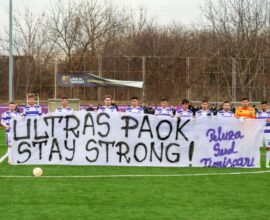 ULTRAS PAOK
STAY STRONG!
Peluza
Sud
Timișoara